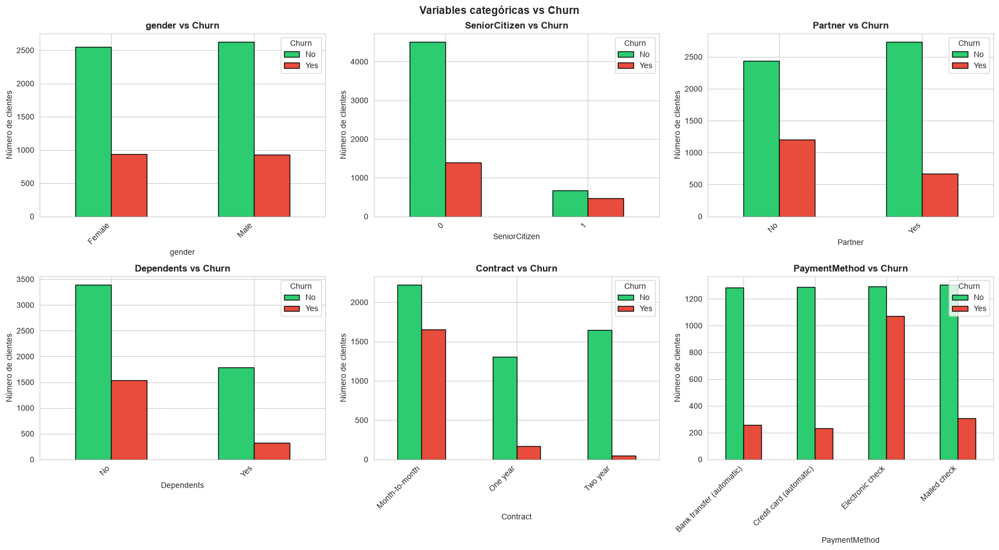 Variables categóricas vs Churn
gender vs Churn
Número de clientes
2500
2000
1500
1000
500
0
Churn
No
Yes
Female
Male
gender
SeniorCitizen vs Churn
Número de clientes
4000
3000
2000
1000
0
Churn
No
Yes
0
1
SeniorCitizen
Partner vs Churn
Número de clientes
2500
2000
1500
1000
500
0
Churn
No
Yes
No
Yes
Partner
Dependents vs Churn
Número de clientes
3500
3000
2500
2000
1500
1000
500
0
Churn
No
Yes
No
Yes
Dependents
Contract vs Churn
Número de clientes
2000
1500
1000
500
0
Churn
No
Yes
Month-to-month
One year
Two year
Contract
PaymentMethod vs Churn
Número de clientes
1200
1000
800
600
400
200
0
Churn
No
Yes
Bank transfer (automatic)
Credit card (automatic)
Electronic check
Mailed check
PaymentMethod